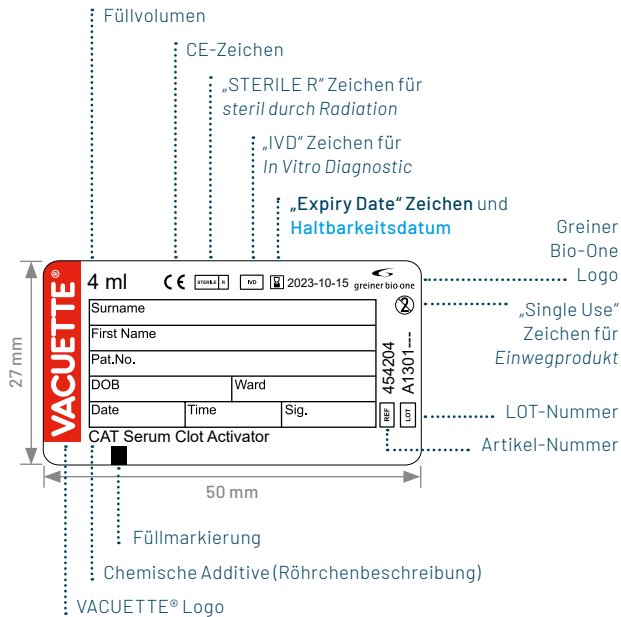 Füllvolumen
CE-Zeichen
„STERILE R“ Zeichen für
steril durch Radiation
„IVD“ Zeichen für
In Vitro Diagnostic
„Expiry Date“ Zeichen und
Haltbarkeitsdatum
Greiner
Bio-One
Logo
„Single Use“
Zeichen für
Einwegprodukt
LOT-Nummer
Artikel-Nummer
27 mm
VACUETTE®
4 ml
CE
STERILE R
IVD
2023-10-15
greiner bio-one
2
Surname
First Name
Pat.No.
DOB
Ward
Date
Time
Sig.
REF 454204
LOT A1301---
CAT Serum Clot Activator
50 mm
Füllmarkierung
Chemische Additive (Röhrchenbeschreibung)
VACUETTE® Logo